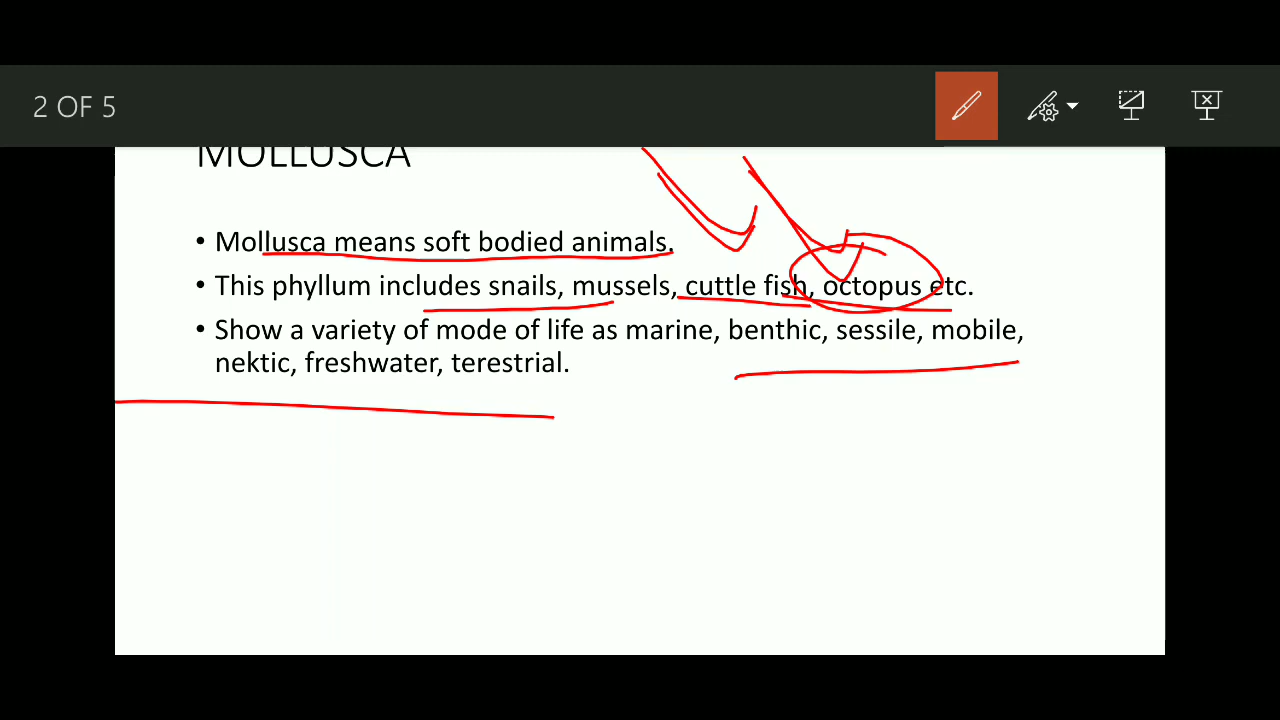 2 OF 5
MOLLUSCA
• Mollusca means soft bodied animals.
• This phyllum includes snails, mussels, cuttle fish, octopus etc.
• Show a variety of mode of life as marine, benthic, sessile, mobile,
nektic, freshwater, terestrial.